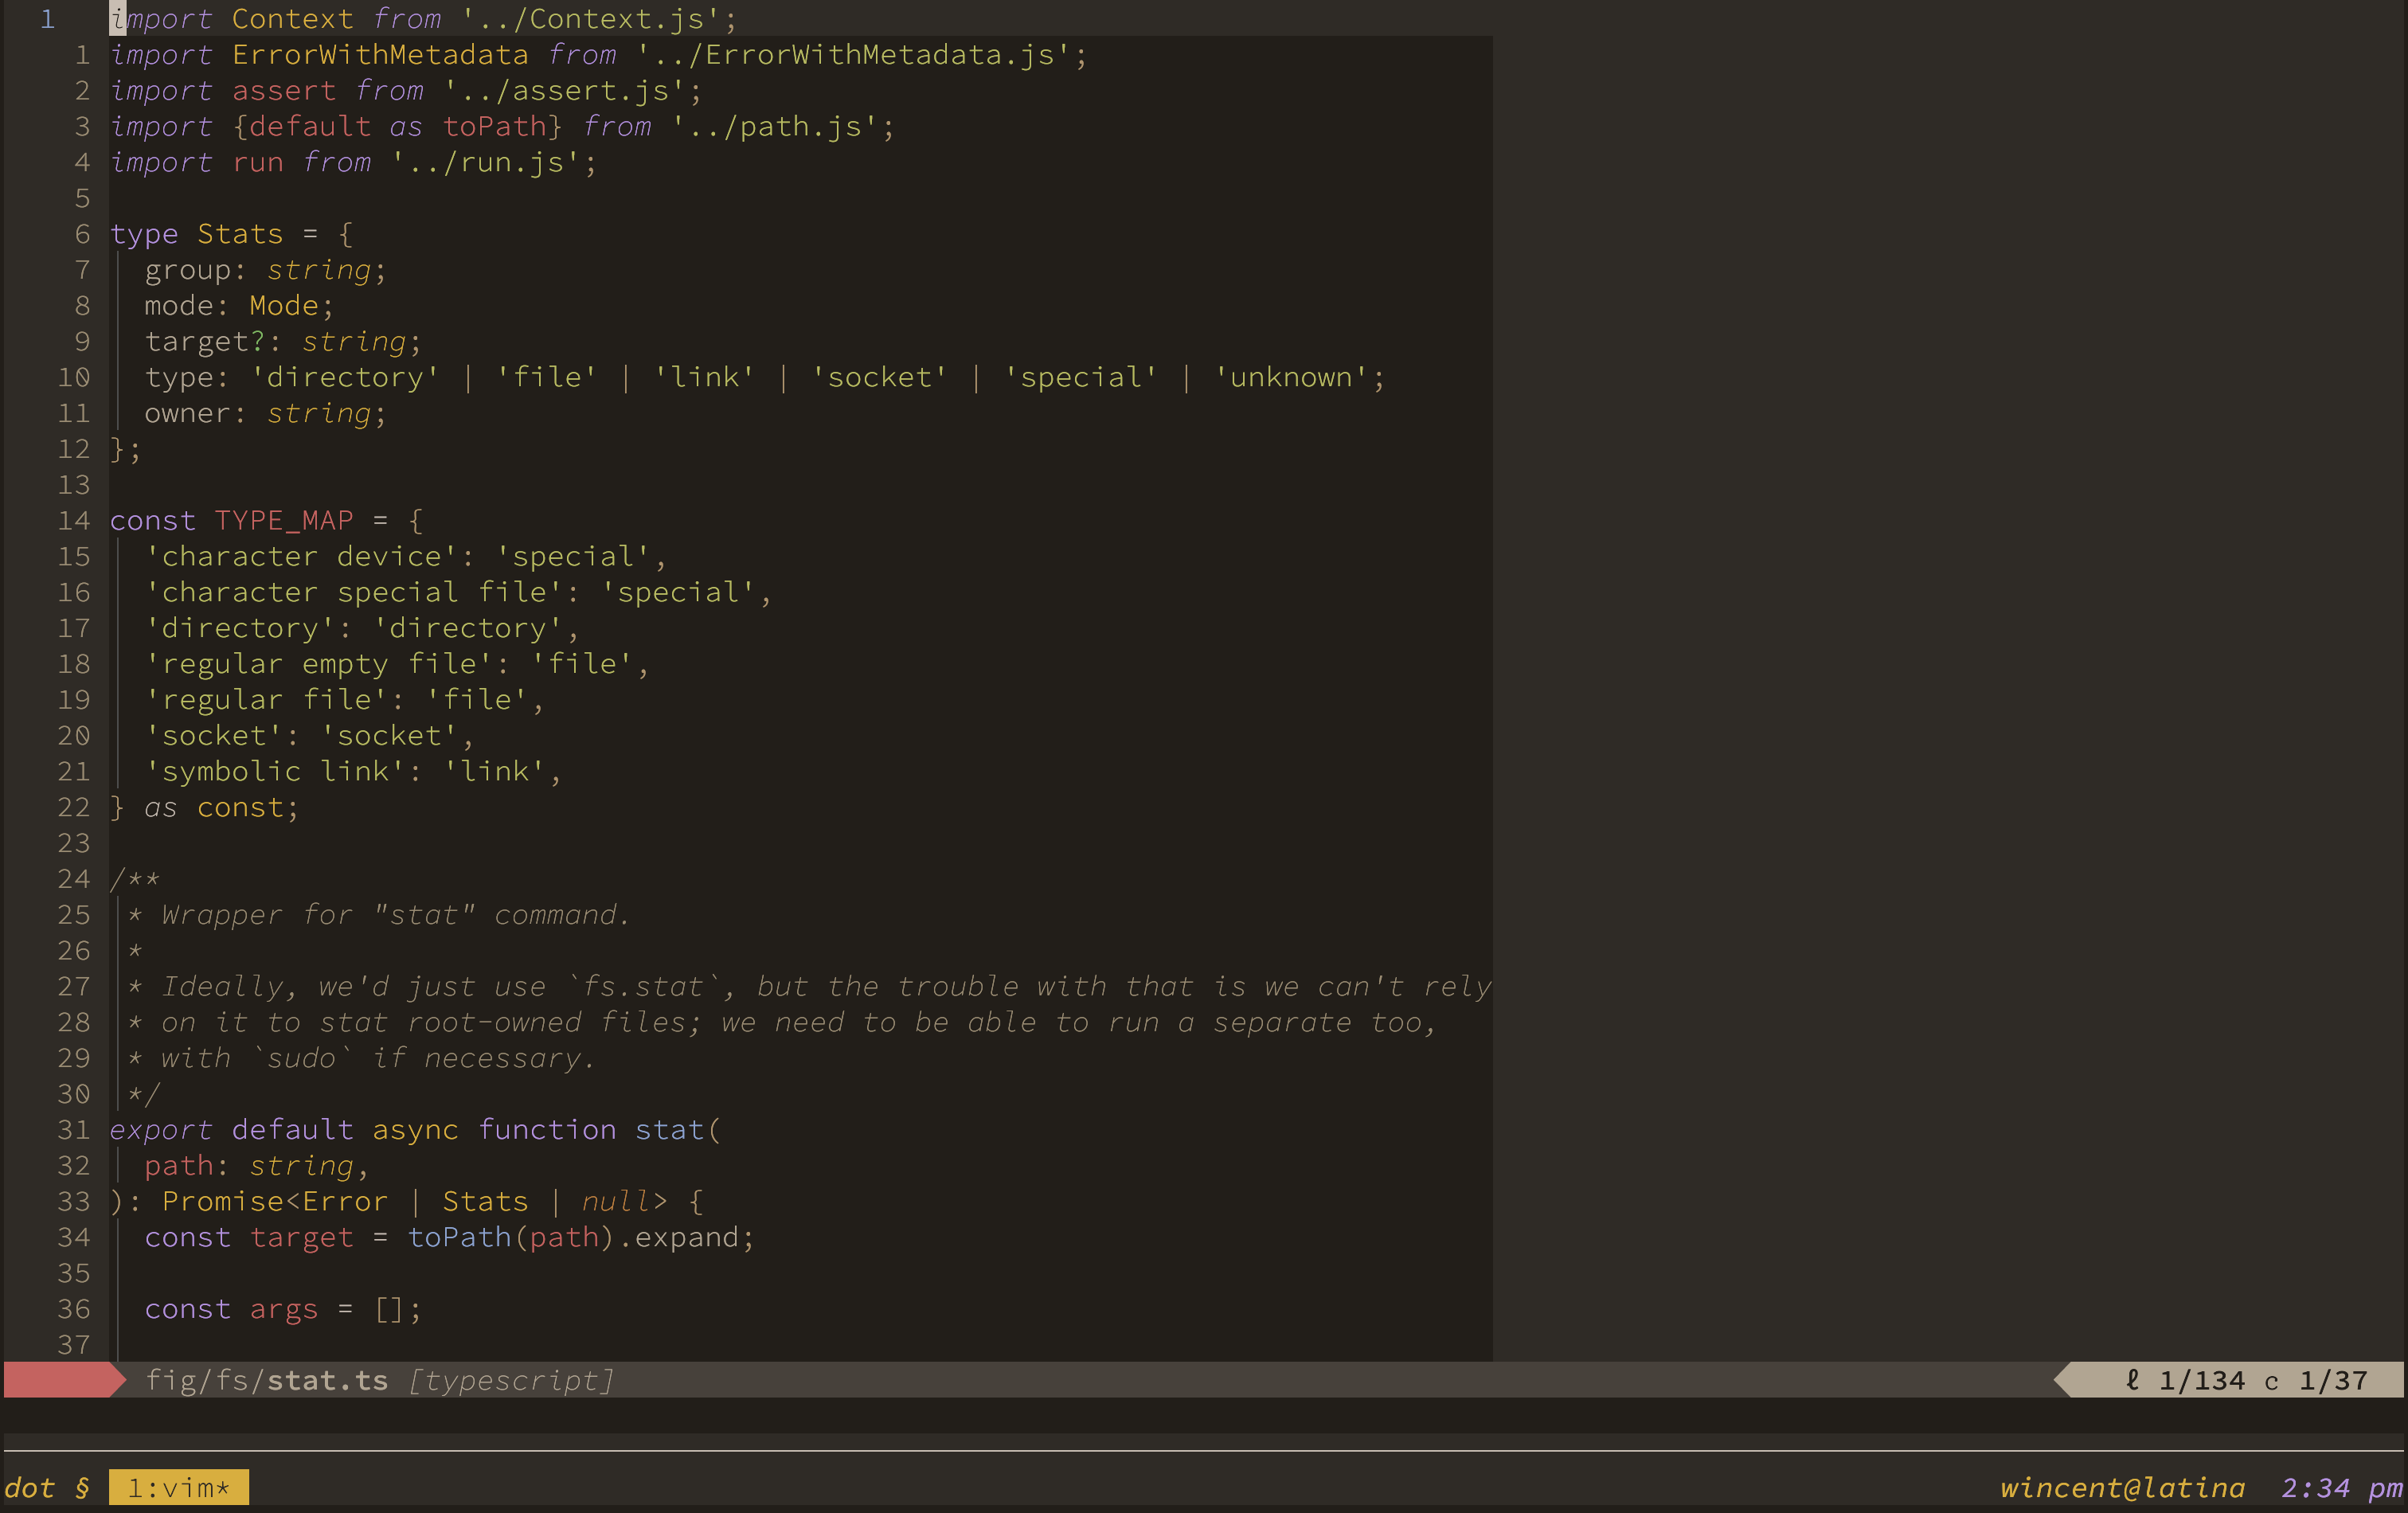 1 import Context from '../Context.js';
1 import ErrorWithMetadata from '../ErrorWithMetadata.js';
2 import assert from '../assert.js';
3 import {default as toPath} from '../path.js';
4 import run from '../run.js';
5
6 type Stats = {
7 group: string;
8 mode: Mode;
9 target?: string;
10 type: 'directory' | 'file' | 'link' | 'socket' | 'special' | 'unknown';
11 owner: string;
12 };
13
14 const TYPE_MAP = {
15 'character device': 'special',
16 'character special file': 'special',
17 'directory': 'directory',
18 'regular empty file': 'file',
19 'regular file': 'file',
20 'socket': 'socket',
21 'symbolic link': 'link',
22 } as const;
23
24 /**
25 * Wrapper for "stat" command.
26 *
27 * Ideally, we'd just use `fs.stat`, but the trouble with that is we can't rely
28 * on it to stat root-owned files; we need to be able to run a separate too,
29 * with `sudo` if necessary.
30 */
31 export default async function stat(
32 path: string,
33 ): Promise<Error | Stats | null> {
34 const target = toPath(path).expand;
35
36 const args = [];
37
fig/fs/stat.ts [typescript] ℓ 1/134 c 1/37
dot § 1:vim* wincent@latina 2:34 pm